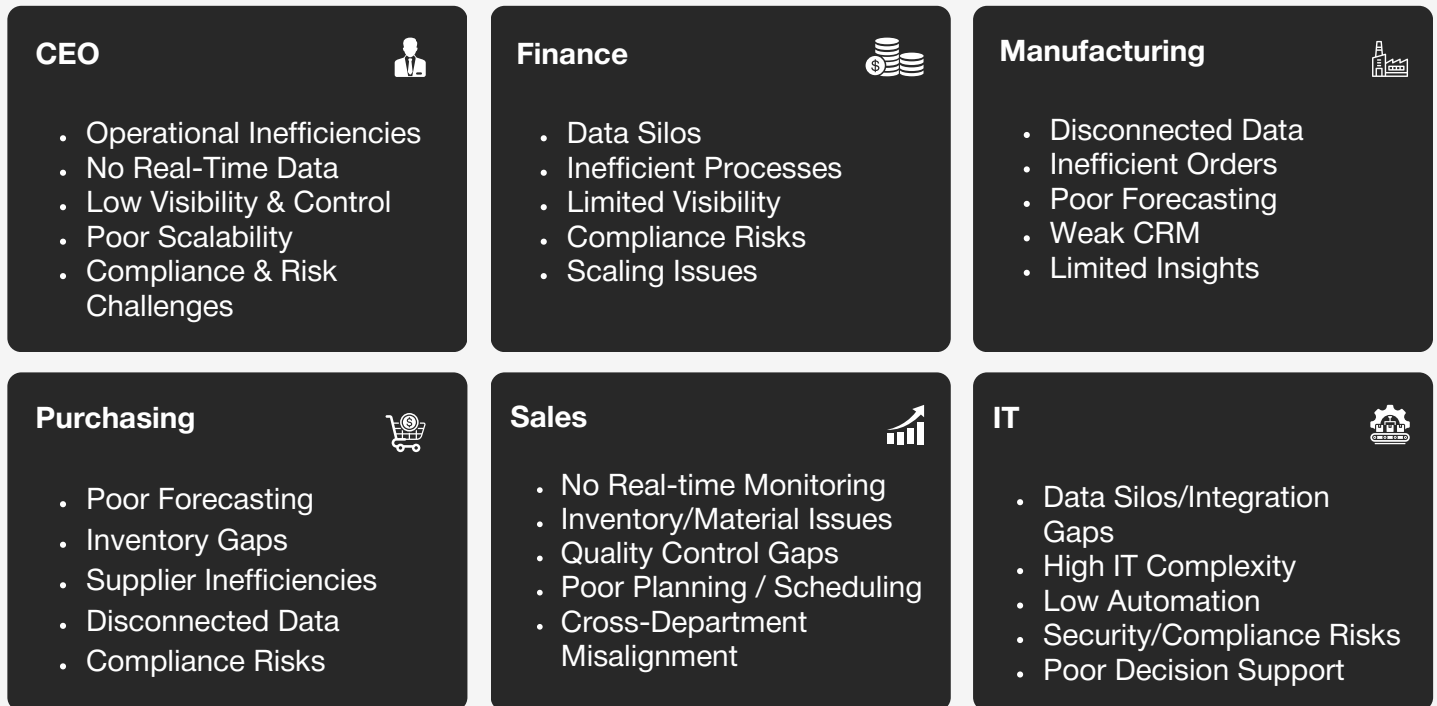 CEO
• Operational Inefficiencies
• No Real-Time Data
• Low Visibility & Control
• Poor Scalability
• Compliance & Risk
Challenges
Finance
$
• Data Silos
• Inefficient Processes
• Limited Visibility
• Compliance Risks
• Scaling Issues
Manufacturing
• Disconnected Data
• Inefficient Orders
• Poor Forecasting
• Weak CRM
• Limited Insights
Purchasing
$
• Poor Forecasting
• Inventory Gaps
• Supplier Inefficiencies
• Disconnected Data
• Compliance Risks
Sales
• No Real-time Monitoring
• Inventory/Material Issues
• Quality Control Gaps
• Poor Planning / Scheduling
• Cross-Department
Misalignment
IT
• Data Silos/Integration
Gaps
• High IT Complexity
• Low Automation
• Security/Compliance Risks
• Poor Decision Support